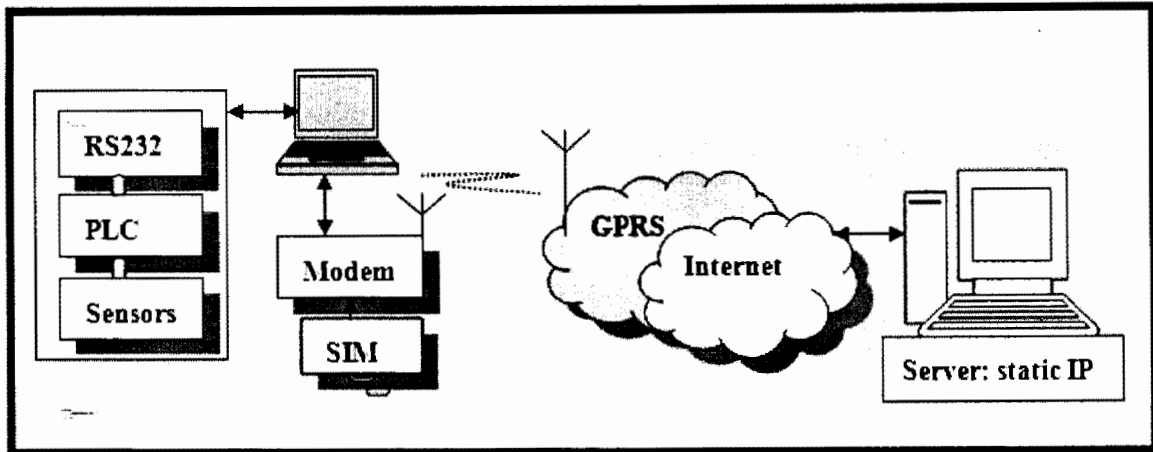 RS232
PLC
Sensors
Modem
SIM
GPRS
Internet
Server: static IP